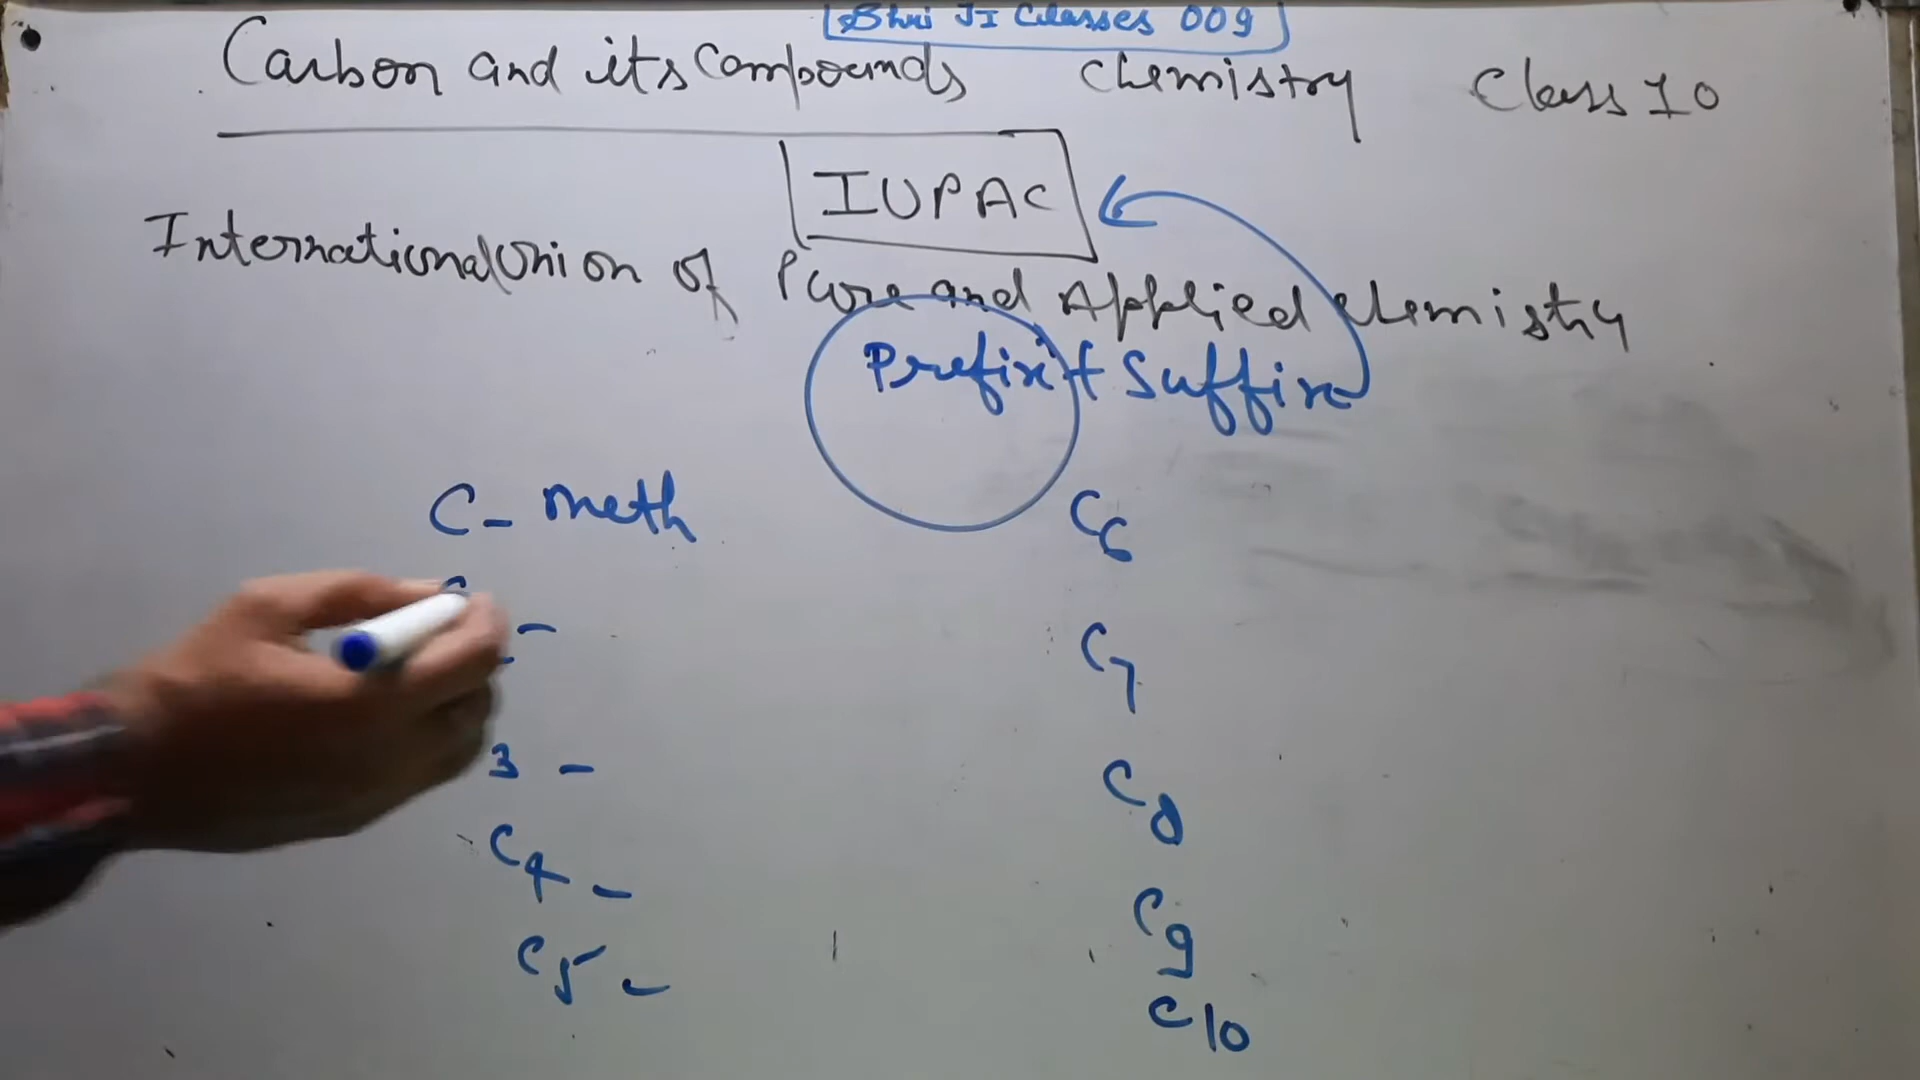 Shri JI Classes 009
Carbon and its Compounds Chemistry Class 10
IUPAC
International Union of Pure and Applied Chemistry
Prefix + Suffix
C - meth
C -
3 -
C4 -
C5 -
C6
C7
C8
C9
C10